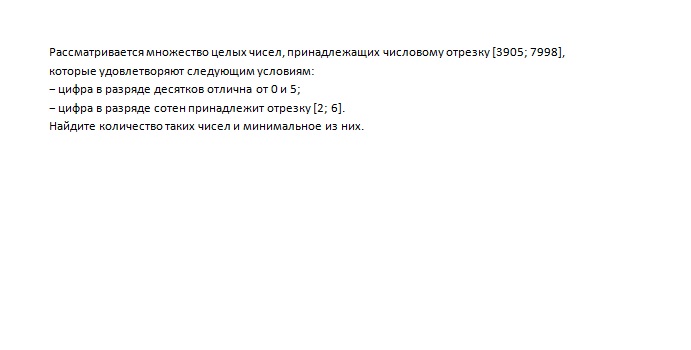 Рассматривается множество целых чисел, принадлежащих числовому отрезку [3905; 7998],
которые удовлетворяют следующим условиям:
– цифра в разряде десятков отлична от 0 и 5;
– цифра в разряде сотен принадлежит отрезку [2; 6].
Найдите количество таких чисел и минимальное из них.